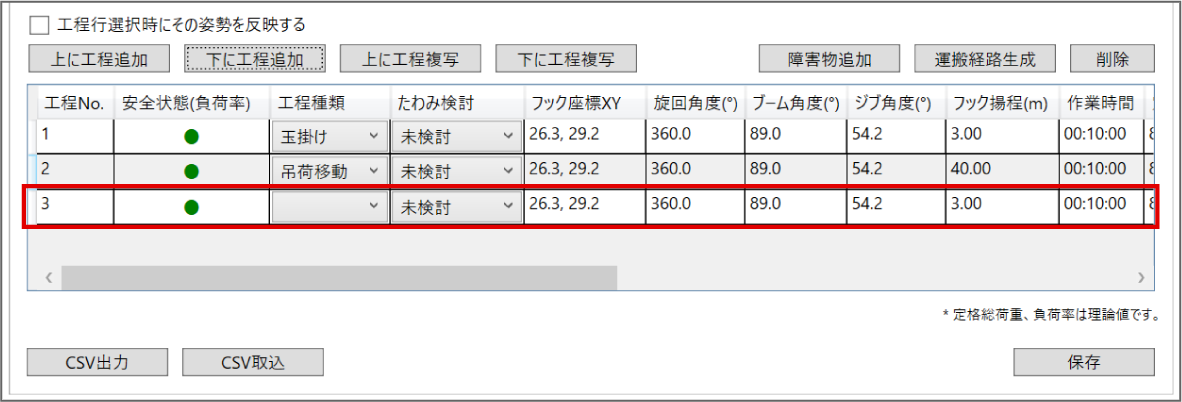 工程行選択時にその姿勢を反映する
上に工程追加 下に工程追加 上に工程複写 下に工程複写 障害物追加 運搬経路生成 削除
工程No. 安全状態(負荷率) 工程種類 たわみ検討 フック座標XY 旋回角度(°) ブーム角度(°) ジブ角度(°) フック揚程(m) 作業時間
1 玉掛け 未検討 26.3, 29.2 360.0 89.0 54.2 3.00 00:10:00
2 吊荷移動 未検討 26.3, 29.2 360.0 89.0 54.2 40.00 00:10:00
3 未検討 26.3, 29.2 360.0 89.0 54.2 3.00 00:10:00
* 定格総荷重、負荷率は理論値です。
CSV出力 CSV取込 保存